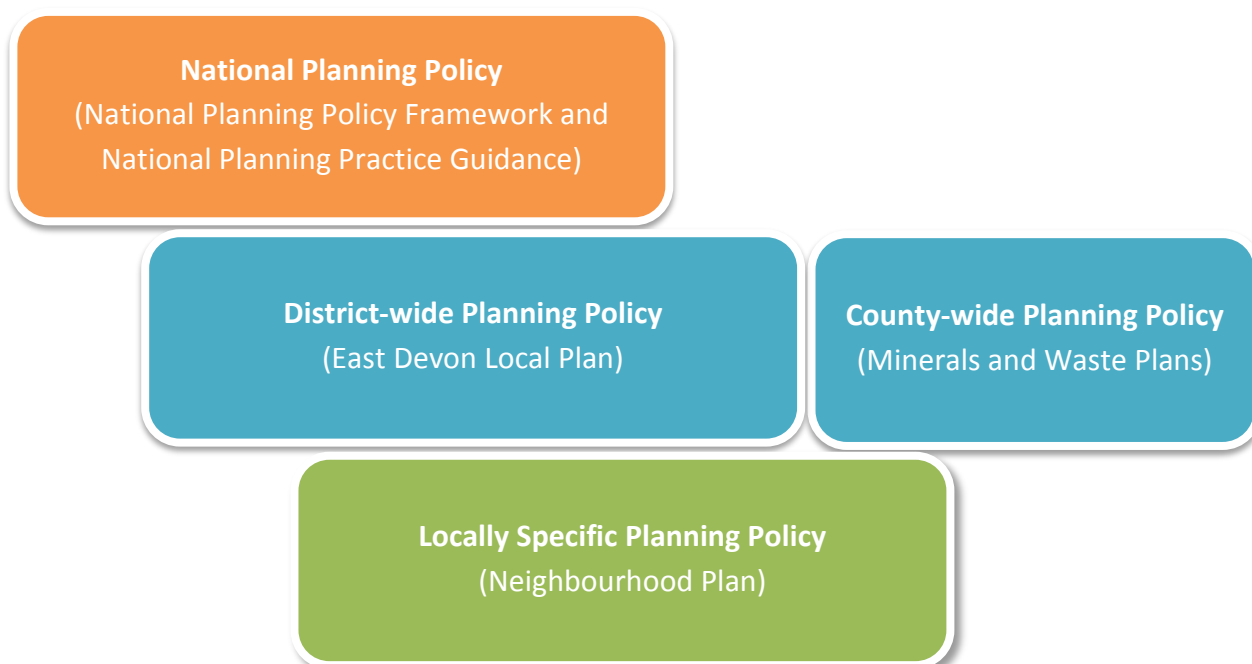 National Planning Policy
(National Planning Policy Framework and
National Planning Practice Guidance)
District-wide Planning Policy
(East Devon Local Plan)
County-wide Planning Policy
(Minerals and Waste Plans)
Locally Specific Planning Policy
(Neighbourhood Plan)